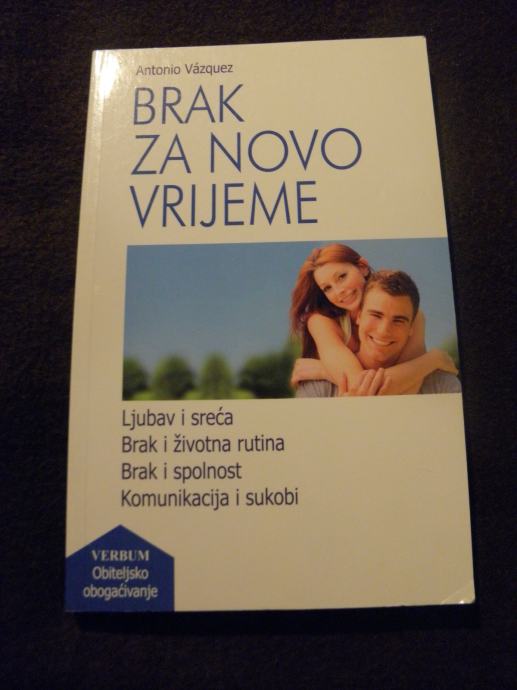 Antonio Vázquez
BRAK
ZA NOVO
VRIJEME
Ljubav i sreća
Brak i životna rutina
Brak i spolnost
Komunikacija i sukobi
VERBUM
Obiteljsko
obogaćivanje